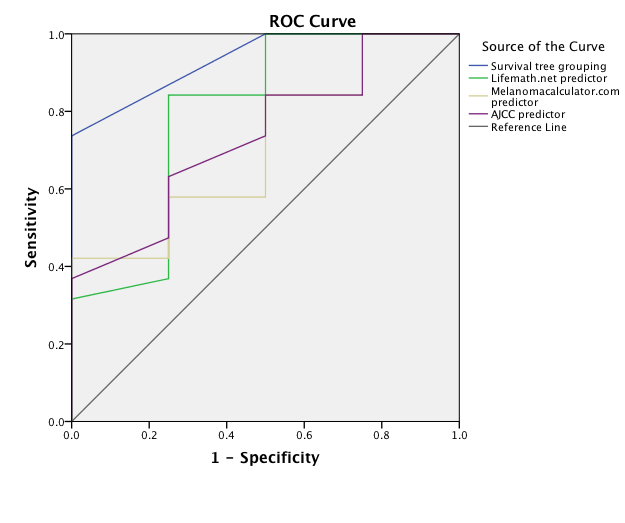 ROC Curve
Source of the Curve
Survival tree grouping
Lifemath.net predictor
Melanomacalculator.com
predictor
AJCC predictor
Reference Line
Sensitivity
1.0
0.8
0.6
0.4
0.2
0.0
0.0 0.2 0.4 0.6 0.8 1.0
1 - Specificity